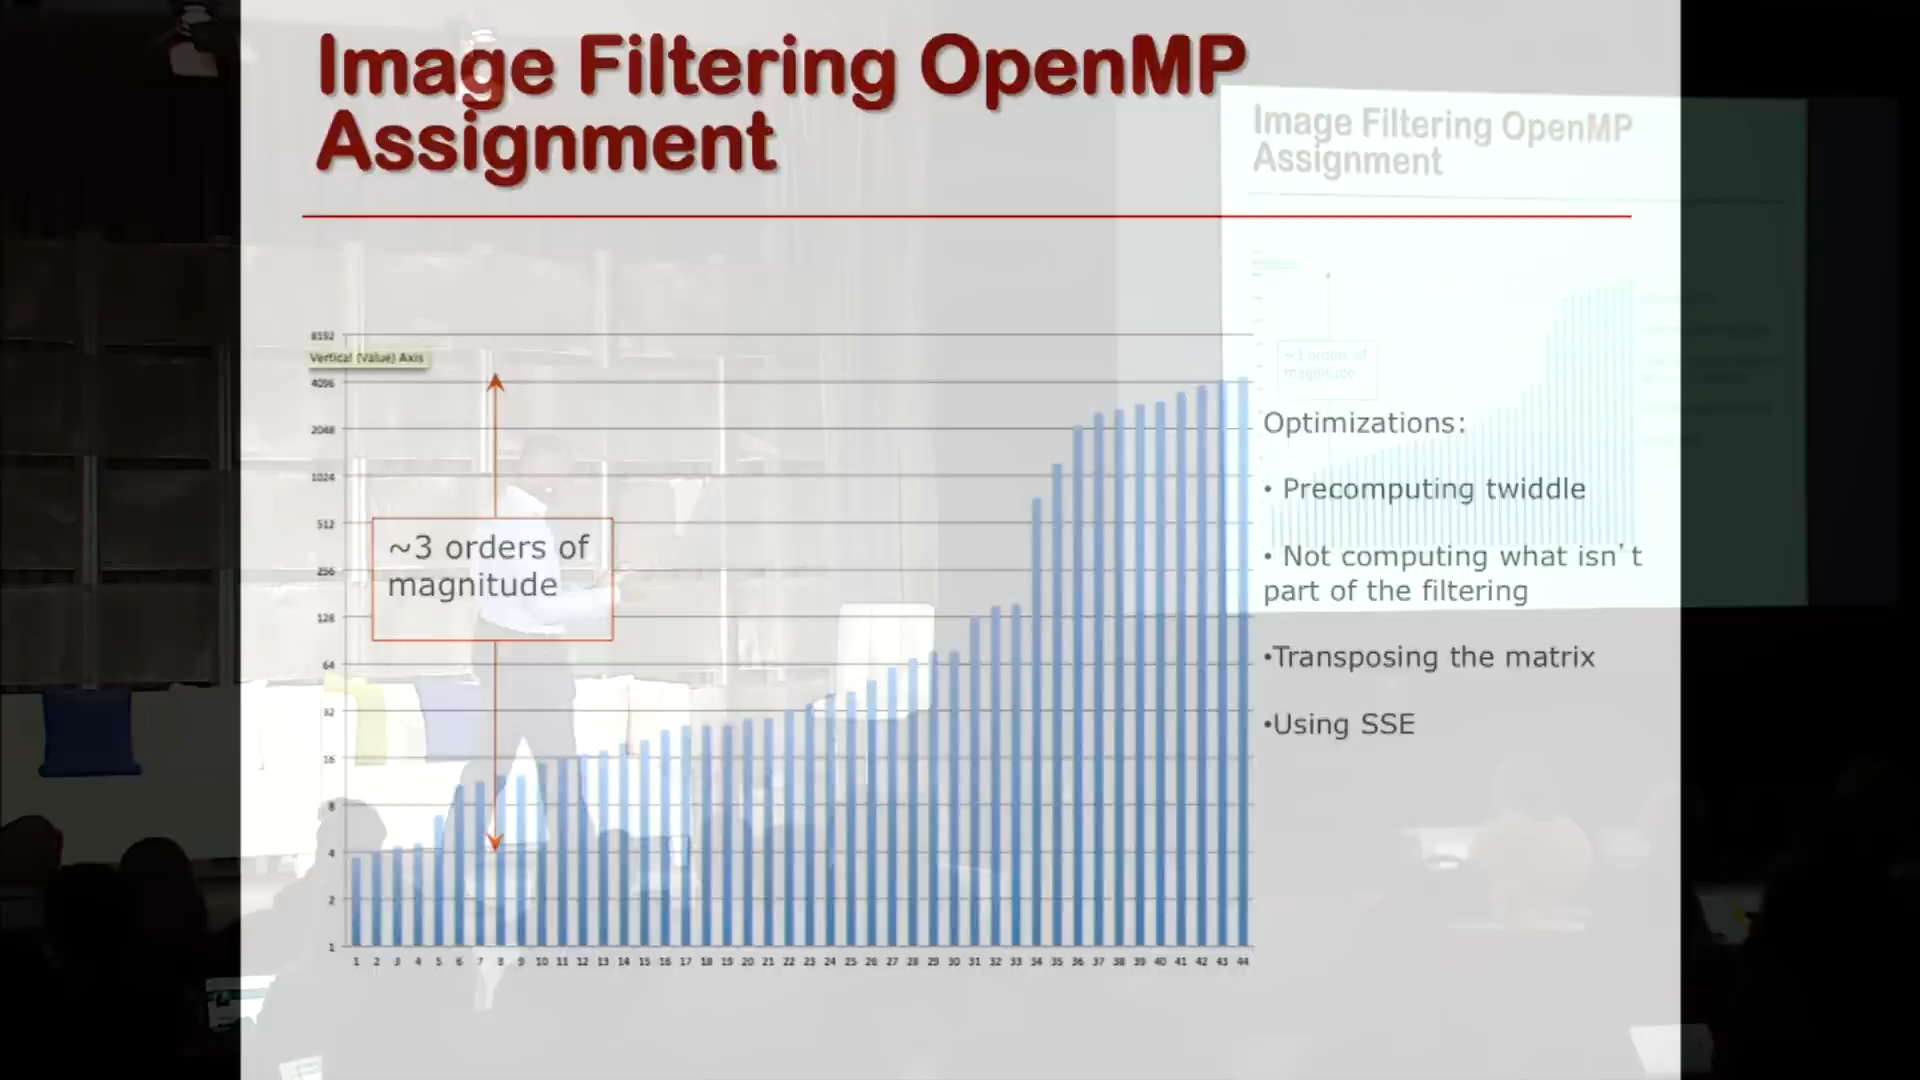 Image Filtering OpenMP
Assignment
Image Filtering OpenMP
Assignment
8192
Vertical (Value) Axis
4096
2048
1024
512
256
128
64
32
16
8
4
2
1
~3 orders of
magnitude
~3 orders of
magnitude
1 2 3 4 5 6 7 8 9 10 11 12 13 14 15 16 17 18 19 20 21 22 23 24 25 26 27 28 29 30 31 32 33 34 35 36 37 38 39 40 41 42 43 44
Optimizations:
• Precomputing twiddle
• Not computing what isn't
part of the filtering
•Transposing the matrix
•Using SSE